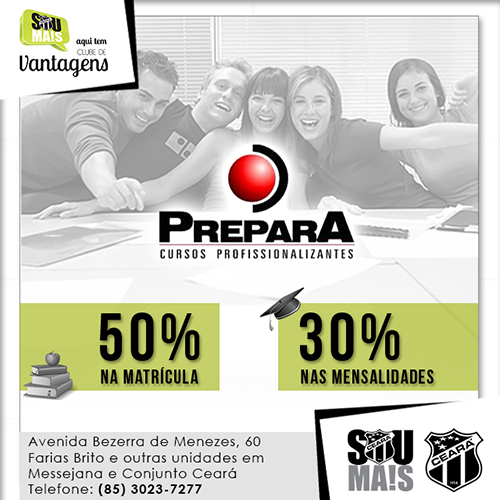 SOU
MA!S
aqui tem
CLUBE DE
Vantagens
PREPARA
CURSOS PROFISSIONALIZANTES
50%
NA MATRÍCULA
30%
NAS MENSALIDADES
Avenida Bezerra de Menezes, 60
Farias Brito e outras unidades em
Messejana e Conjunto Ceará
Telefone: (85) 3023-7277
SOU
MA!S
CEARÁ